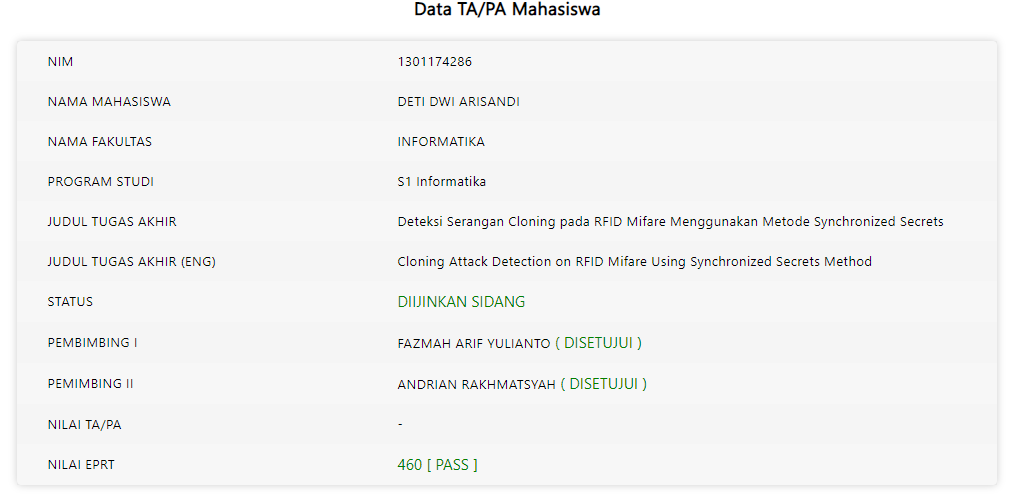 Data TA/PA Mahasiswa
NIM 1301174286
NAMA MAHASISWA DETI DWI ARISANDI
NAMA FAKULTAS INFORMATIKA
PROGRAM STUDI S1 Informatika
JUDUL TUGAS AKHIR Deteksi Serangan Cloning pada RFID Mifare Menggunakan Metode Synchronized Secrets
JUDUL TUGAS AKHIR (ENG) Cloning Attack Detection on RFID Mifare Using Synchronized Secrets Method
STATUS DIIJINKAN SIDANG
PEMBIMBING I FAZMAH ARIF YULIANTO ( DISETUJUI )
PEMIMBING II ANDRIAN RAKHMATSYAH ( DISETUJUI )
NILAI TA/PA -
NILAI EPRT 460 [ PASS ]